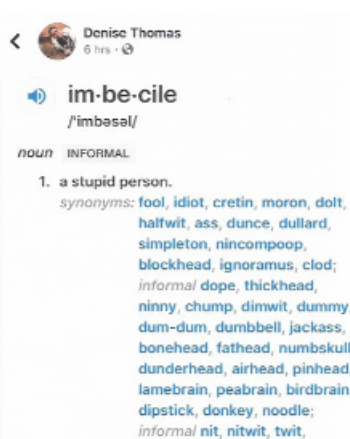 Denise Thomas
6 hrs ·
im·be·cile
/'imbəsəl/
noun INFORMAL
1. a stupid person.
synonyms: fool, idiot, cretin, moron, dolt,
halfwit, ass, dunce, dullard,
simpleton, nincompoop,
blockhead, ignoramus, clod;
informal dope, thickhead,
ninny, chump, dimwit, dummy
dum-dum, dumbbell, jackass,
bonehead, fathead, numbskull
dunderhead, airhead, pinhead
lamebrain, peabrain, birdbrain
dipstick, donkey, noodle;
informal nit, nitwit, twit,